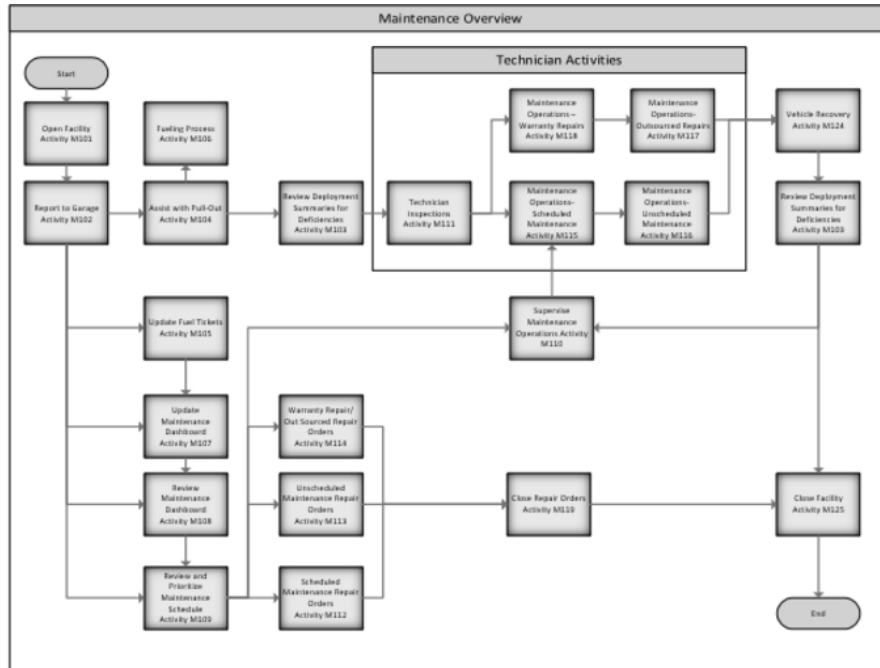 Maintenance Overview
Technician Activities
Start
Open Facility
Activity M101
Fueling Process
Activity M106
Maintenance
Operations–
Warranty Repairs
Activity M118
Maintenance
Operations-
Outsourced Repairs
Activity M117
Vehicle Recovery
Activity M124
Report to Garage
Activity M102
Assist with Pull-Out
Activity M104
Review Deployment
Summaries for
Deficiencies
Activity M103
Technician
Inspections
Activity M111
Maintenance
Operations-
Scheduled
Maintenance
Activity M115
Maintenance
Operations-
Unscheduled
Maintenance
Activity M116
Review Deployment
Summaries for
Deficiencies
Activity M103
Update Fuel Tickets
Activity M105
Supervise
Maintenance
Operations Activity
M110
Update
Maintenance
Dashboard
Activity M107
Warranty Repair/
Out Sourced Repair
Orders
Activity M114
Review
Maintenance
Dashboard
Activity M108
Unscheduled
Maintenance Repair
Orders
Activity M113
Close Repair Orders
Activity M119
Close Facility
Activity M125
Review and
Prioritize
Maintenance
Schedule
Activity M109
Scheduled
Maintenance Repair
Orders
Activity M112
End